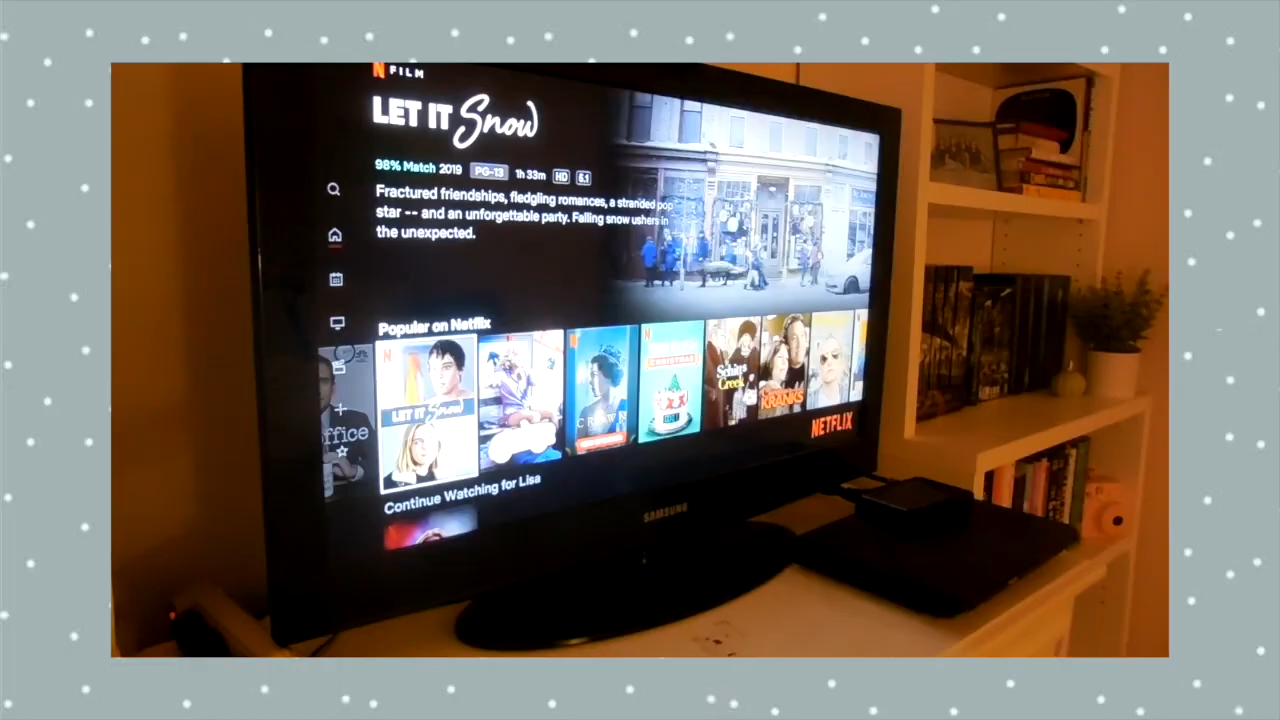 N FILM
LET IT Snow
98% Match 2019 PG-13 1h 33m HD 5.1
Fractured friendships, fledgling romances, a stranded pop
star -- and an unforgettable party. Falling snow ushers in
the unexpected.
Popular on Netflix
N
LET IT Snow
N
CHRISTMAS
Schitt's
Creek
KRANKS
ffice
CROWN
NETFLIX
Continue Watching for Lisa
SAMSUNG